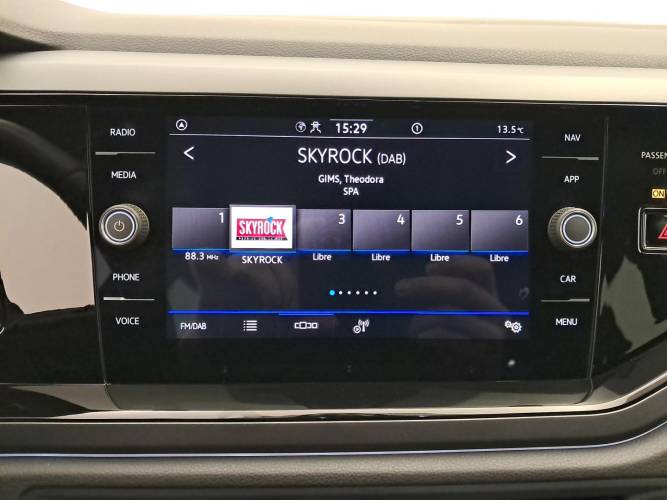 RADIO
MEDIA
PHONE
VOICE
15:29
1
13.5°C
SKYROCK (DAB)
GIMS, Theodora
SPA
1
SKYROCK
3
4
5
6
88.3 MHz
SKYROCK
Libre
Libre
Libre
Libre
FM/DAB
NAV
APP
CAR
MENU
PASSEN
OFF
ON